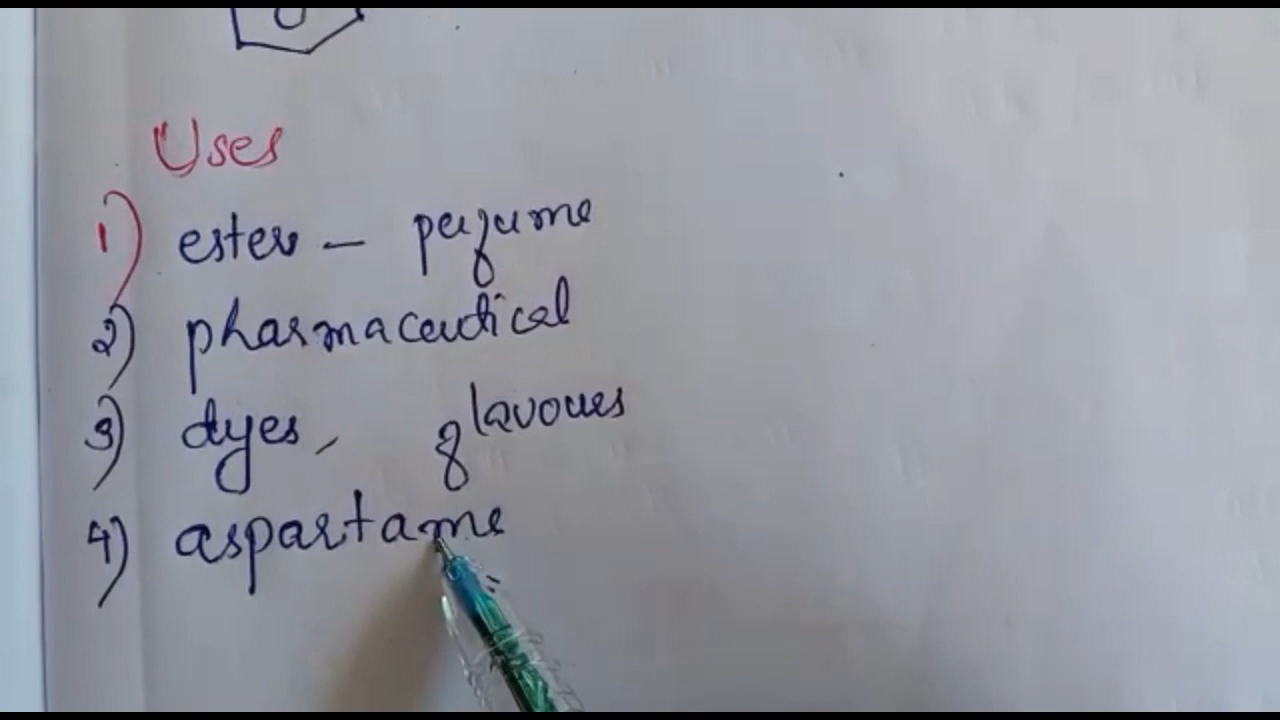 Uses
1) ester - perfume
2) pharmaceutical
3) dyes, flavours
4) aspartame